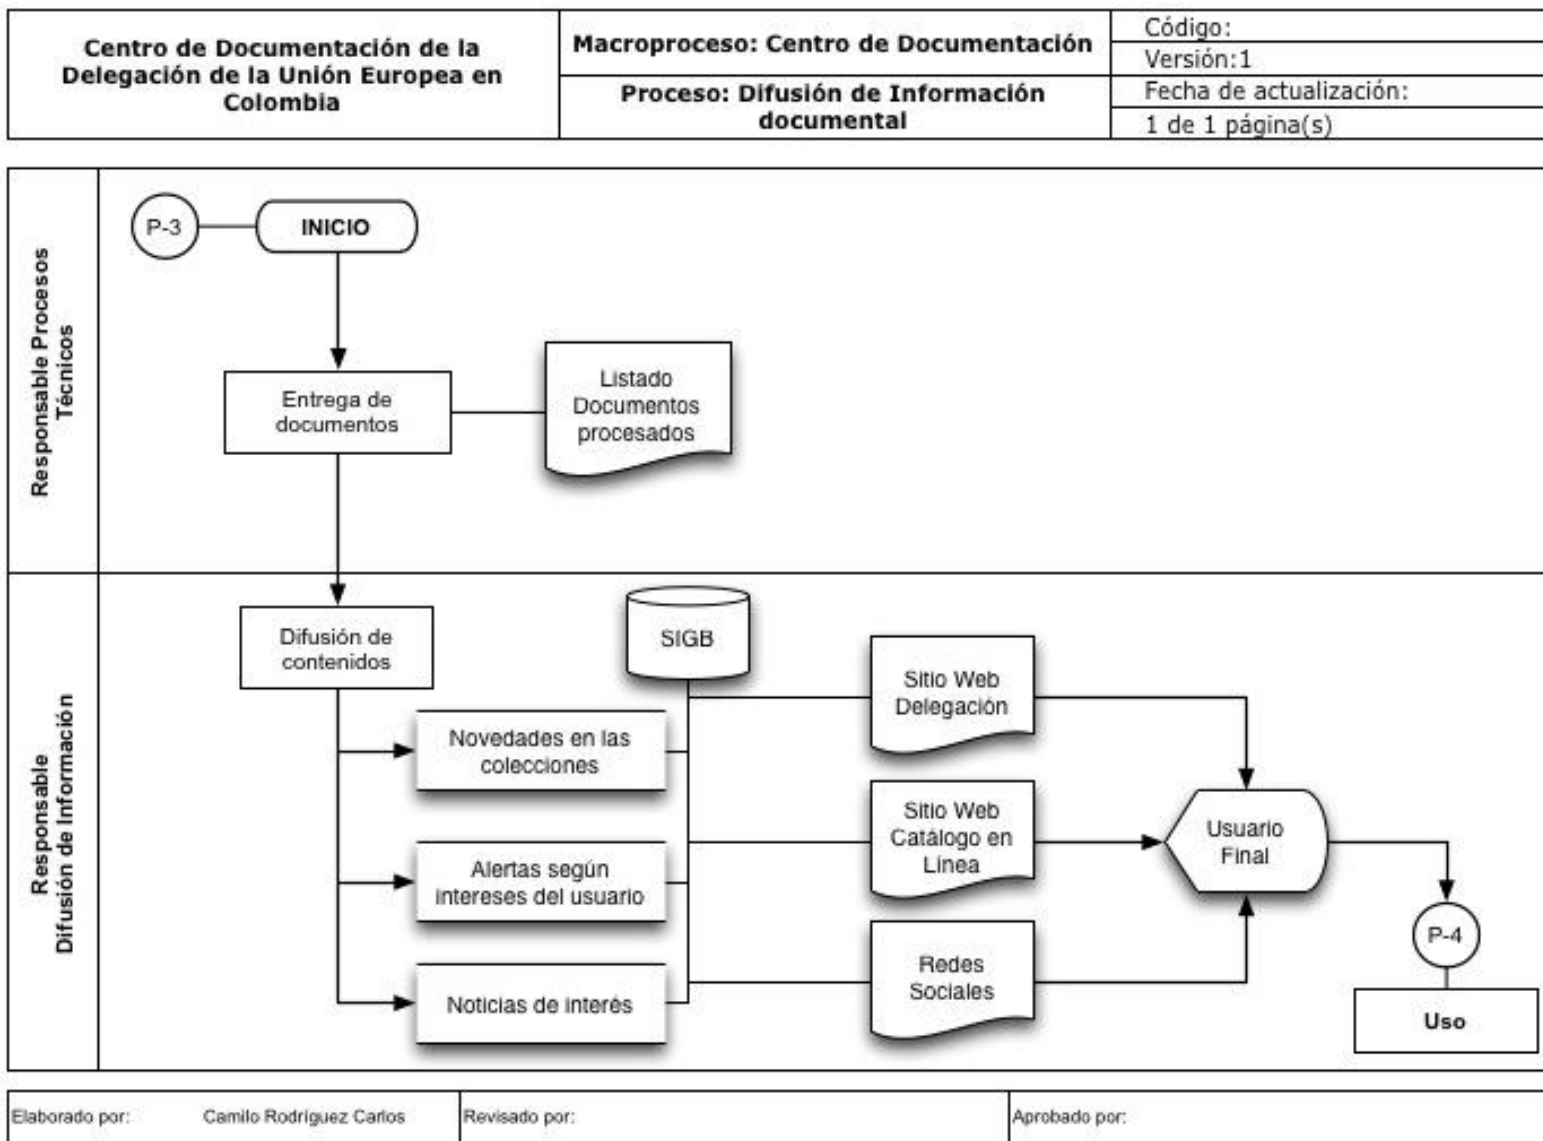 Centro de Documentación de la
Delegación de la Unión Europea en
Colombia
Macroproceso: Centro de Documentación
Proceso: Difusión de Información
documental
Código:
Versión:1
Fecha de actualización:
1 de 1 página(s)
Responsable Procesos
Técnicos
P-3
INICIO
Entrega de
documentos
Listado
Documentos
procesados
Responsable
Difusión de Información
Difusión de
contenidos
SIGB
Novedades en las
colecciones
Alertas según
intereses del usuario
Noticias de interés
Sitio Web
Delegación
Sitio Web
Catálogo en
Línea
Redes
Sociales
Usuario
Final
P-4
Uso
Elaborado por: Camilo Rodríguez Carlos
Revisado por:
Aprobado por: